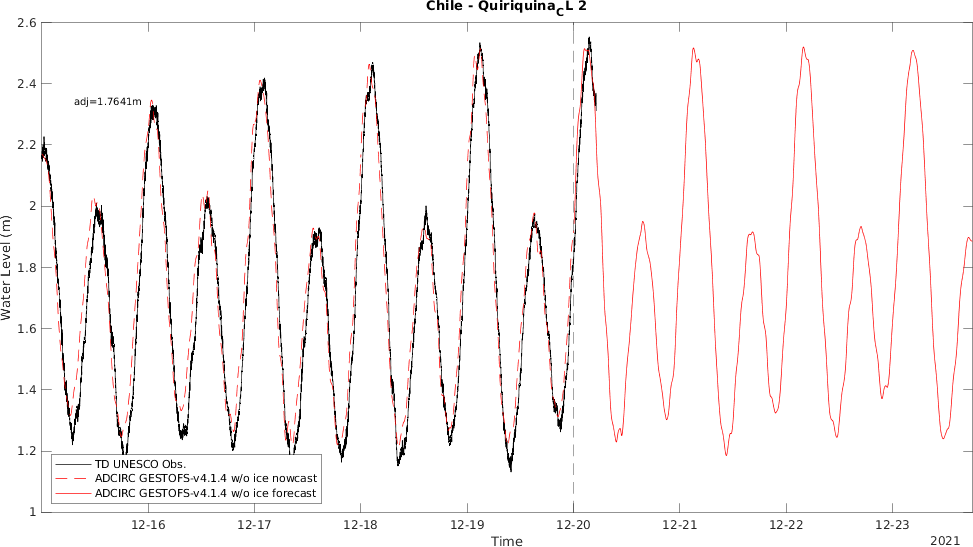 Chile - Quiriquina_CL 2
2.6
2.4
adj=1.7641m
2.2
2
1.8
Water Level (m)
1.6
1.4
1.2
TD UNESCO Obs.
ADCIRC GESTOFS-v4.1.4 w/o ice nowcast
ADCIRC GESTOFS-v4.1.4 w/o ice forecast
1
12-16 12-17 12-18 12-19 12-20 12-21 12-22 12-23
Time
2021